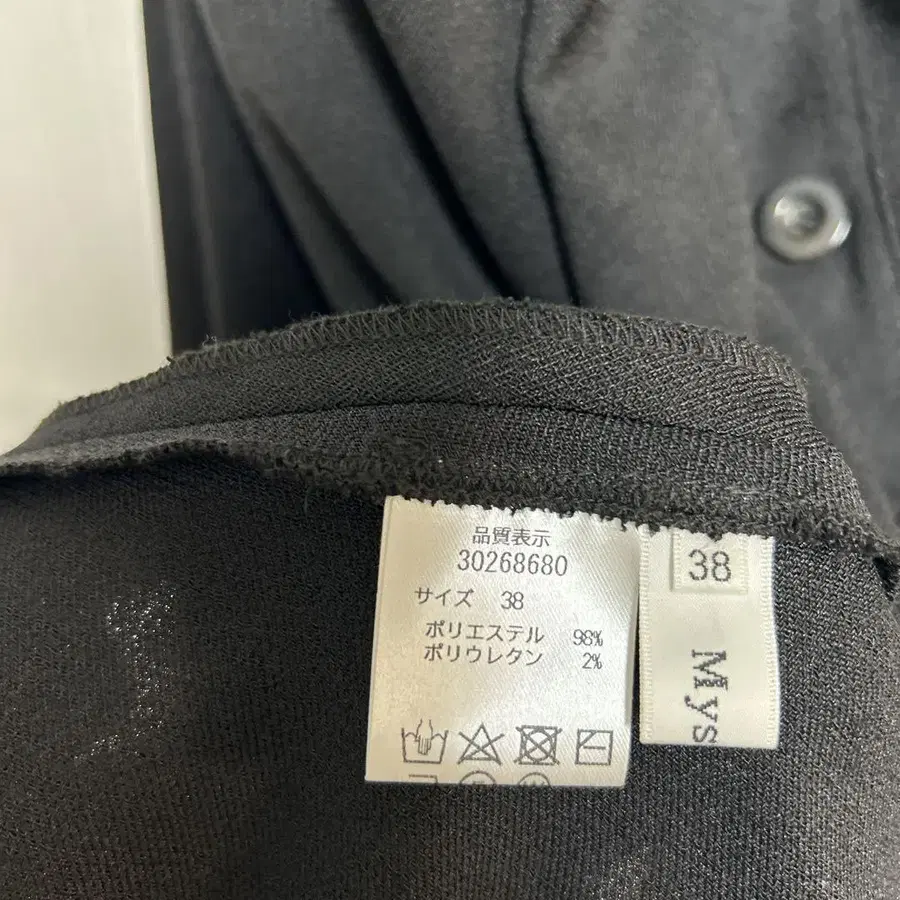 品質表示
30268680
サイズ 38
ポリエステル 98%
ポリウレタン 2%
38
Mys